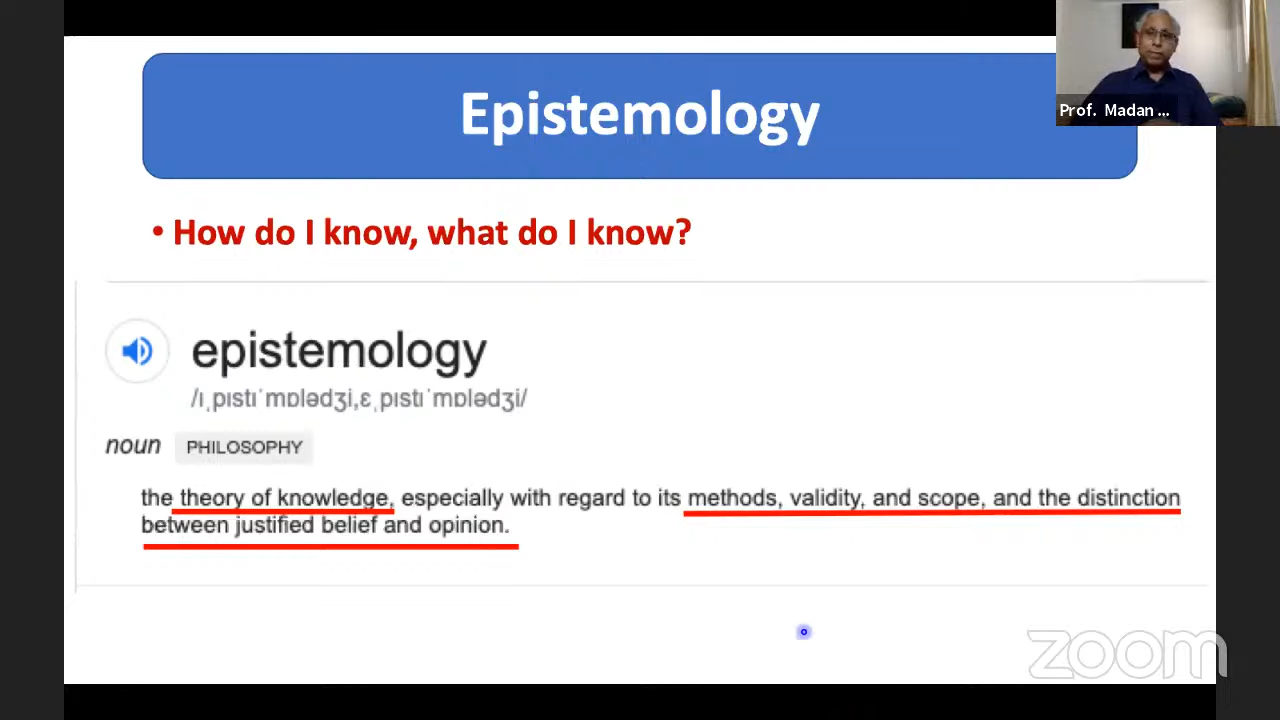 Epistemology
Prof. Madan ...
• How do I know, what do I know?
epistemology
/ɪˌpɪstɪˈmɒlədʒi,ɛˌpɪstɪˈmɒlədʒi/
noun PHILOSOPHY
the theory of knowledge, especially with regard to its methods, validity, and scope, and the distinction
between justified belief and opinion.
zoom